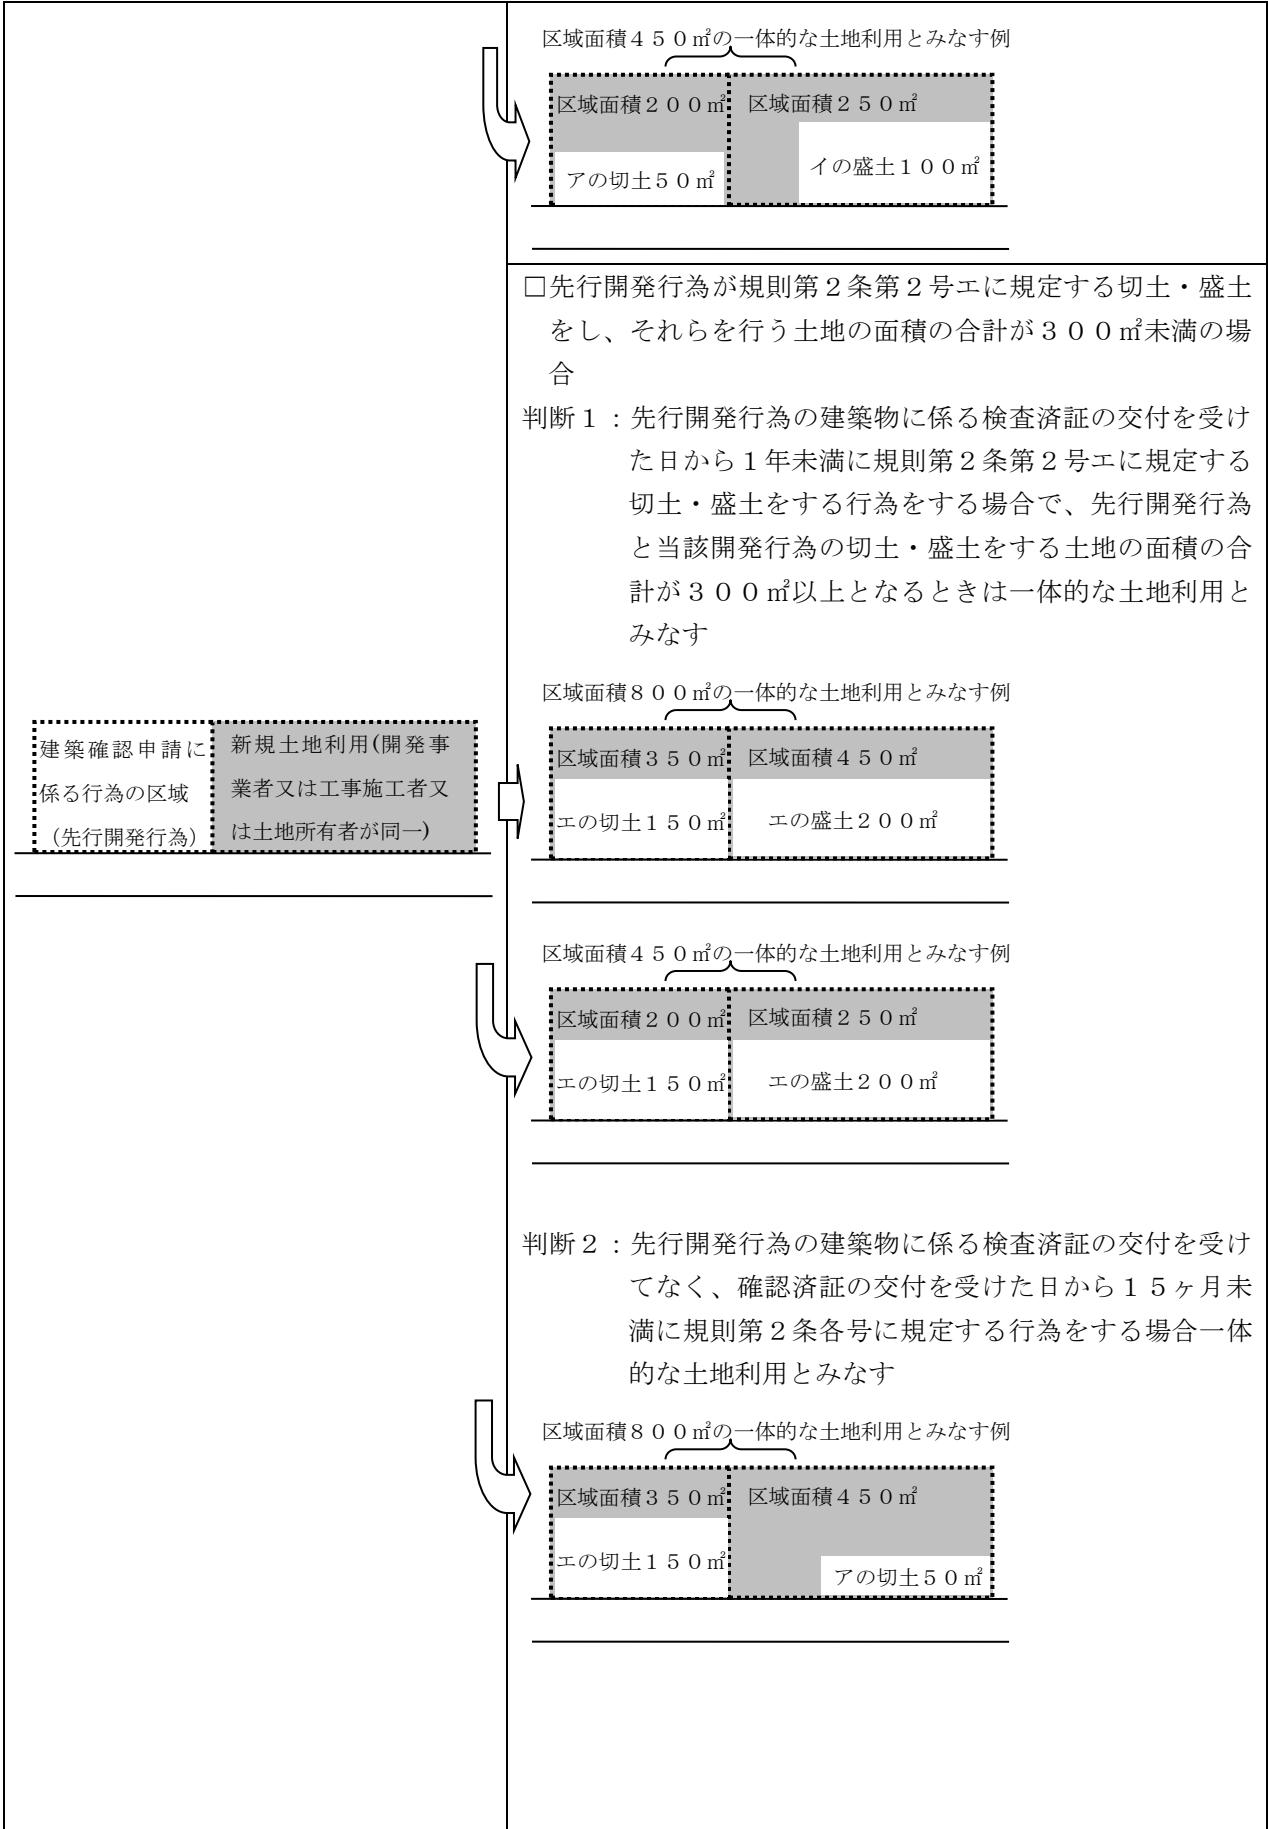 区域面積４５０㎡の一体的な土地利用とみなす例
区域面積２００㎡
区域面積２５０㎡
アの切土５０㎡
イの盛土１００㎡
□先行開発行為が規則第２条第２号エに規定する切土・盛土
をし、それらを行う土地の面積の合計が３００㎡未満の場
合
判断１：先行開発行為の建築物に係る検査済証の交付を受け
た日から１年未満に規則第２条第２号エに規定する
切土・盛土をする行為をする場合で、先行開発行為
と当該開発行為の切土・盛土をする土地の面積の合
計が３００㎡以上となるときは一体的な土地利用と
みなす
建築確認申請に
係る行為の区域
（先行開発行為）
新規土地利用(開発事
業者又は工事施工者又
は土地所有者が同一)
区域面積８００㎡の一体的な土地利用とみなす例
区域面積３５０㎡
区域面積４５０㎡
エの切土１５０㎡
エの盛土２００㎡
区域面積４５０㎡の一体的な土地利用とみなす例
区域面積２００㎡
区域面積２５０㎡
エの切土１５０㎡
エの盛土２００㎡
判断２：先行開発行為の建築物に係る検査済証の交付を受け
てなく、確認済証の交付を受けた日から１５ヶ月未
満に規則第２条各号に規定する行為をする場合一体
的な土地利用とみなす
区域面積８００㎡の一体的な土地利用とみなす例
区域面積３５０㎡
区域面積４５０㎡
エの切土１５０㎡
アの切土５０㎡